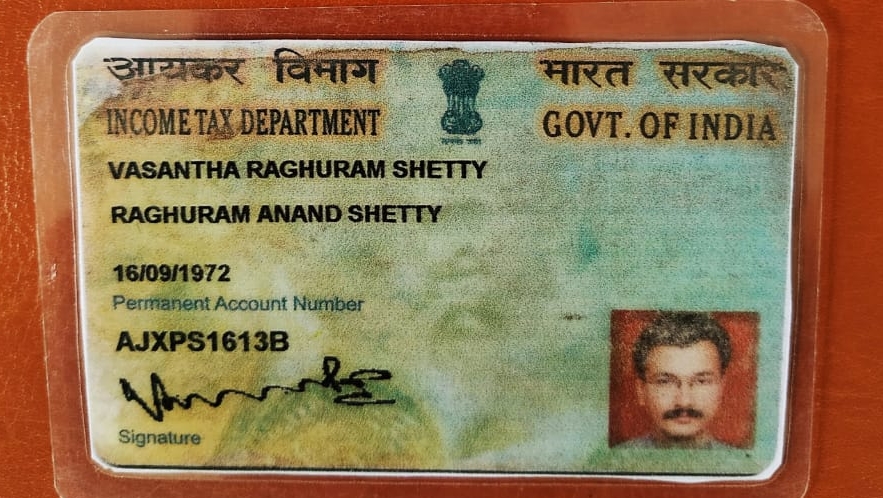 आयकर विभाग
भारत सरकार
INCOME TAX DEPARTMENT
GOVT. OF INDIA
VASANTHA RAGHURAM SHETTY
RAGHURAM ANAND SHETTY
16/09/1972
Permanent Account Number
AJXPS1613B
Signature